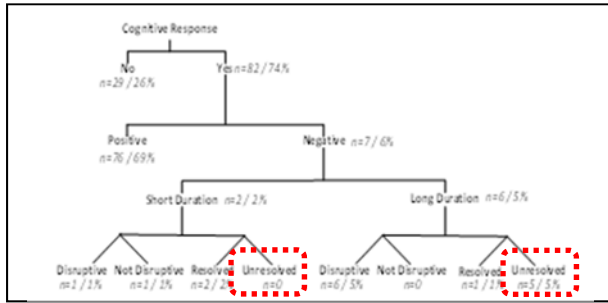 Cognitive Response
No
n=29 / 26%
Yes n=82 / 74%
Positive
n=76 / 69%
Negative n=7 / 6%
Short Duration n=2 / 2%
Long Duration n=6 / 5%
Disruptive
n=1 / 1%
Not Disruptive
n=1 / 1%
Resolved
n=2 / 2%
Unresolved
n=0
Disruptive
n=6 / 5%
Not Disruptive
n=0
Resolved
n=1 / 1%
Unresolved
n=5 / 5%